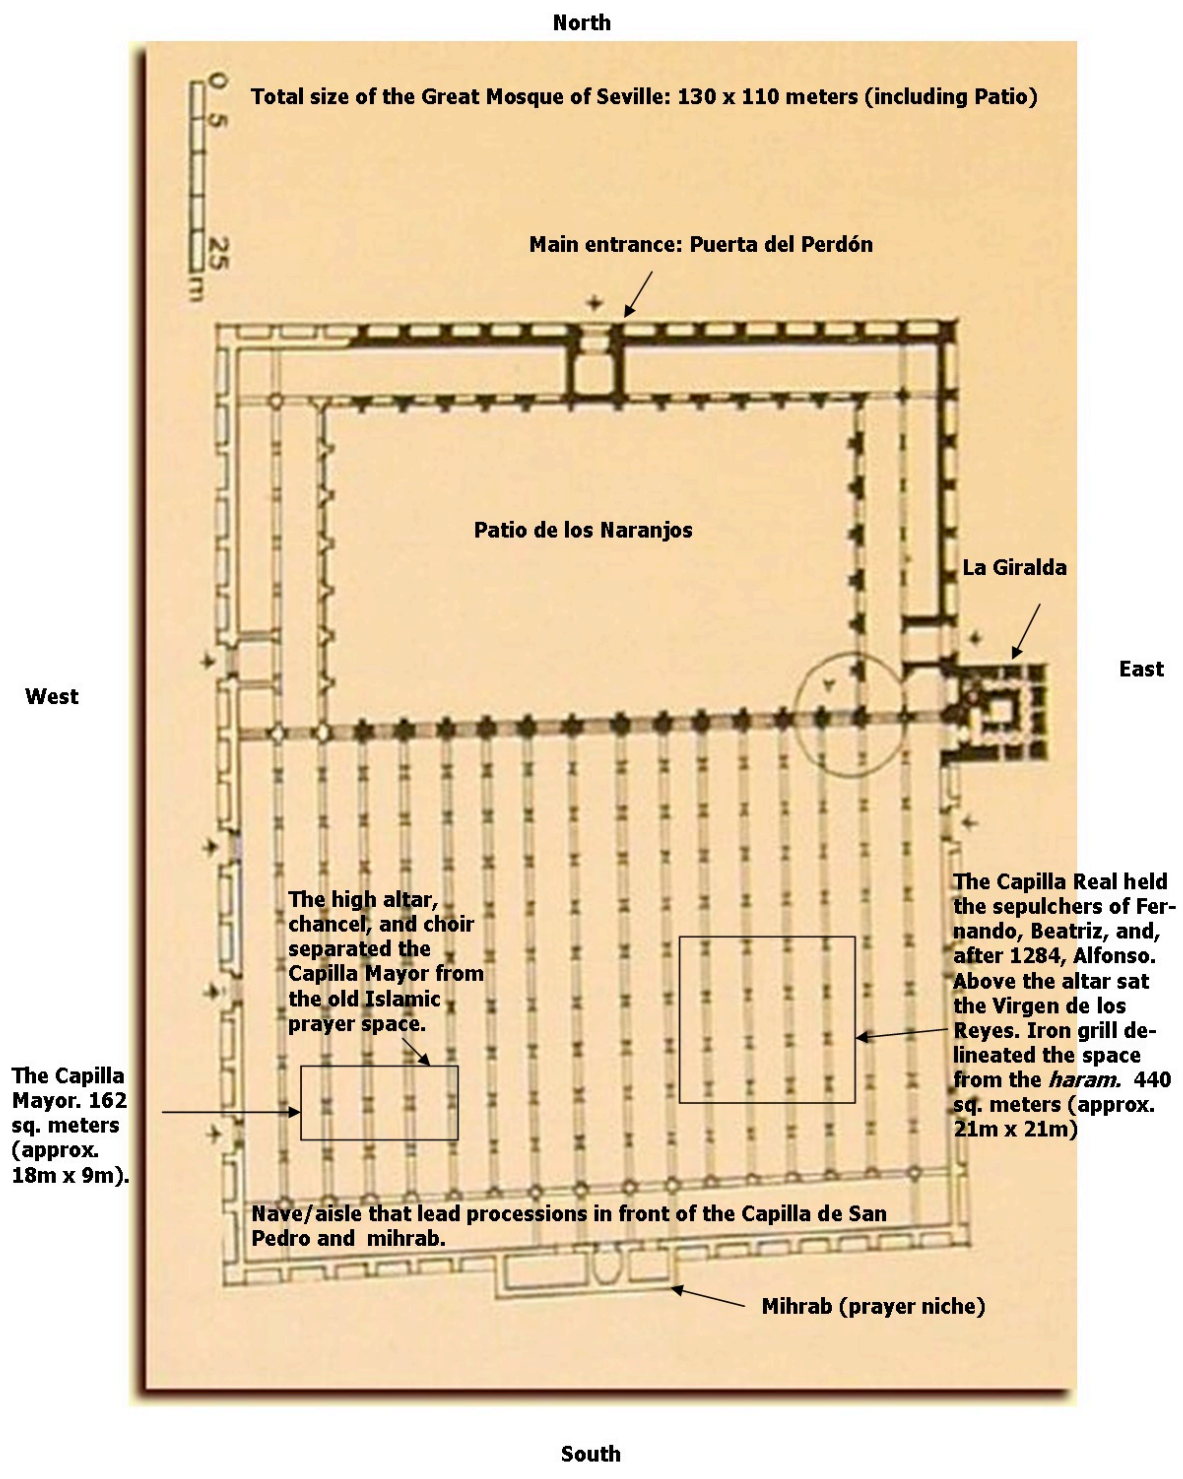 North
Total size of the Great Mosque of Seville: 130 x 110 meters (including Patio)
0
5
25
m
Main entrance: Puerta del Perdón
Patio de los Naranjos
La Giralda
West
East
The high altar,
chancel, and choir
separated the
Capilla Mayor from
the old Islamic
prayer space.
The Capilla Real held
the sepulchers of Fer-
nando, Beatriz, and,
after 1284, Alfonso.
Above the altar sat
the Virgen de los
Reyes. Iron grill de-
lineated the space
from the haram. 440
sq. meters (approx.
21m x 21m)
The Capilla
Mayor. 162
sq. meters
(approx.
18m x 9m).
Nave/aisle that lead processions in front of the Capilla de San
Pedro and mihrab.
Mihrab (prayer niche)
South